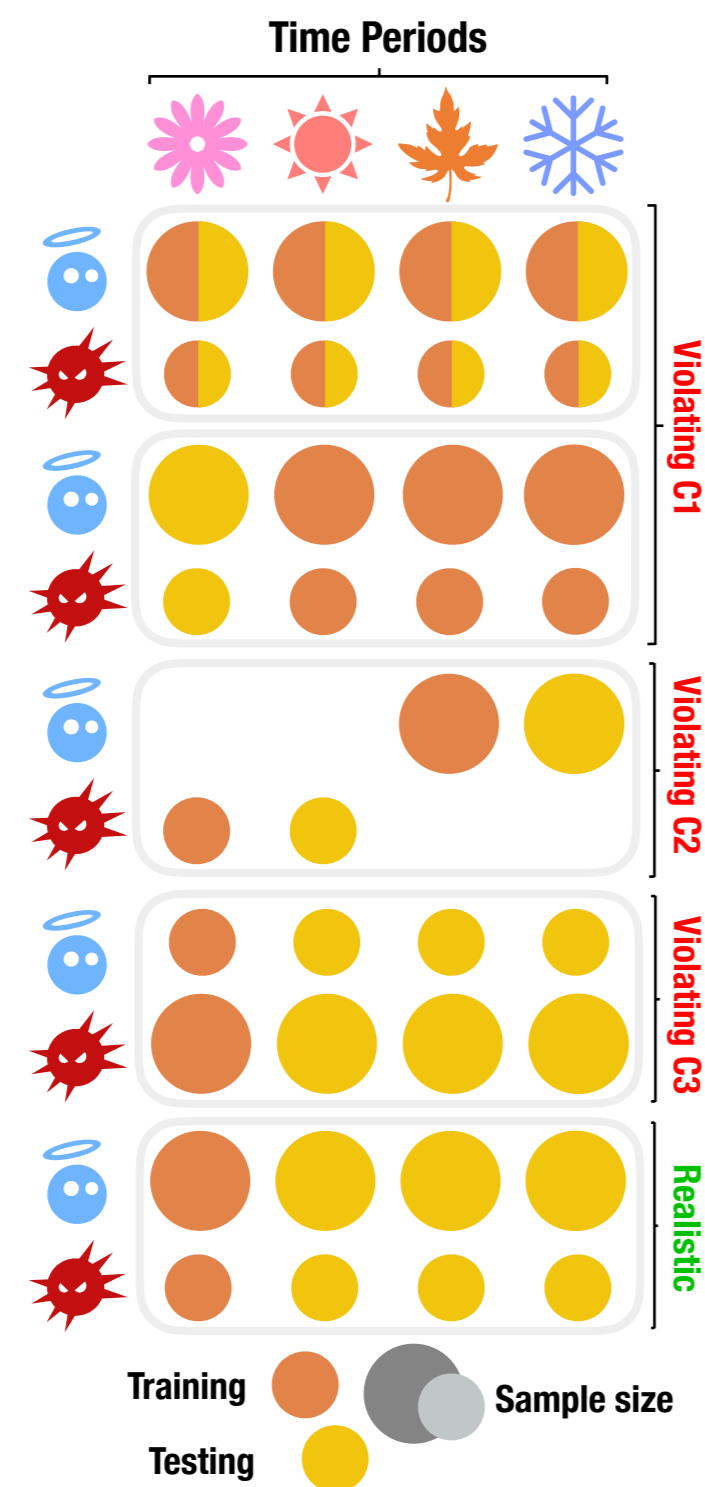 Time Periods
Violating C1
Violating C2
Violating C3
Realistic
Training
Sample size
Testing